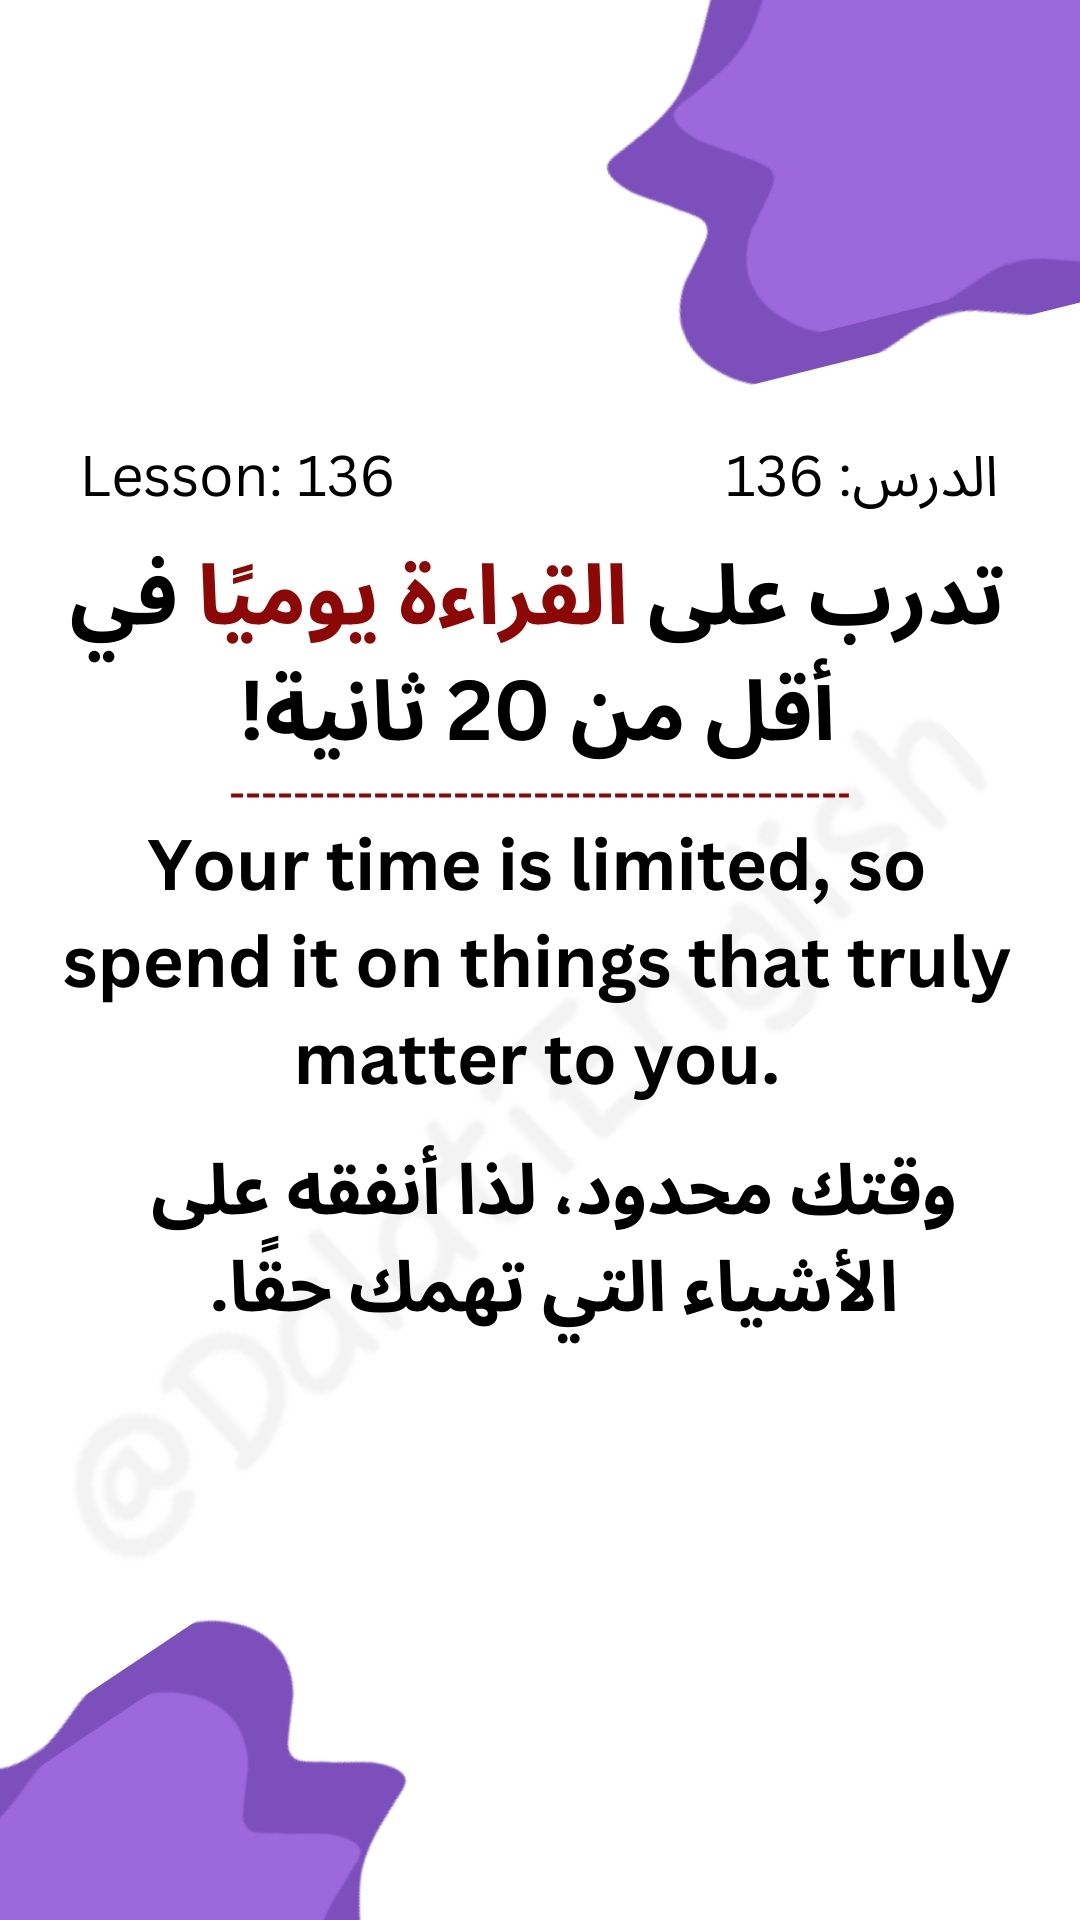 Lesson: 136
الدرس: 136
تدرب على القراءة يوميًا في
أقل من 20 ثانية!
Your time is limited, so
spend it on things that truly
matter to you.
وقتك محدود، لذا أنفقه على
الأشياء التي تهمك حقًا.
@DalatiEnglish